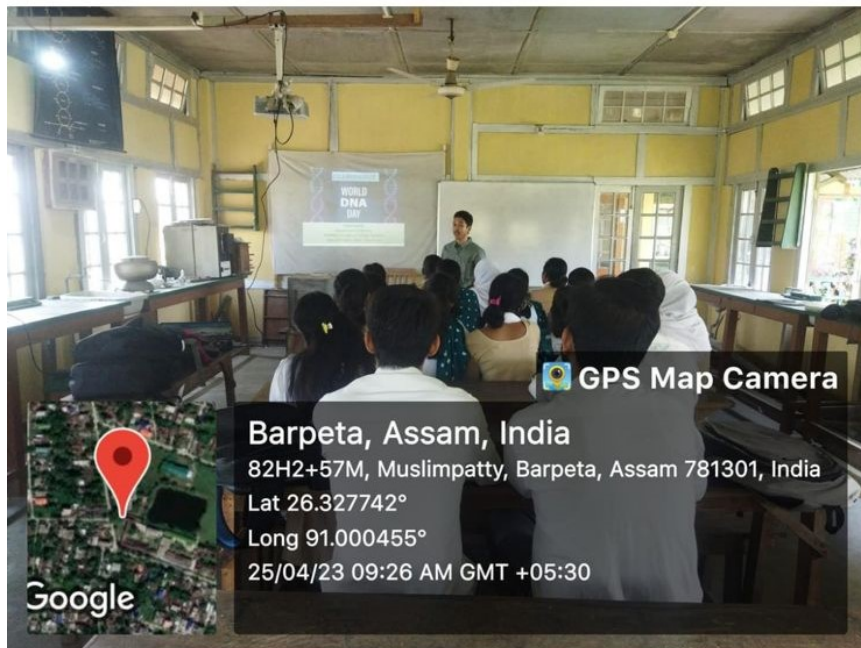 WORLD
DNA
DAY
GPS Map Camera
Barpeta, Assam, India
82H2+57M, Muslimpatty, Barpeta, Assam 781301, India
Lat 26.327742°
Long 91.000455°
25/04/23 09:26 AM GMT +05:30
Google